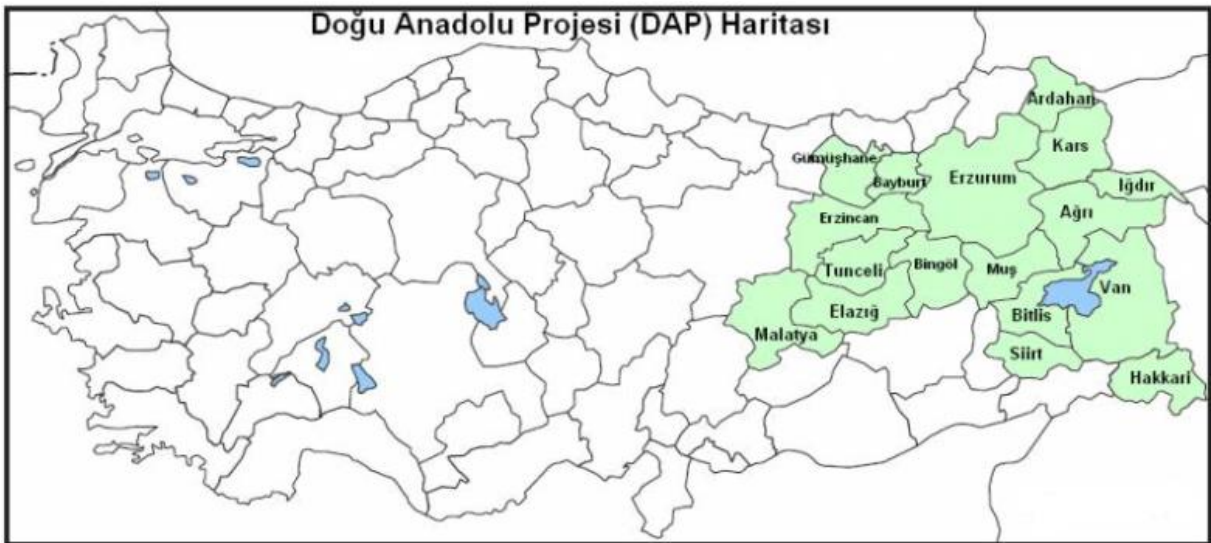 Doğu Anadolu Projesi (DAP) Haritası
Ardahan
Kars
Gümüşhane
Bayburt
Erzurum
Iğdır
Ağrı
Erzincan
Tunceli
Bingöl
Muş
Van
Elazığ
Bitlis
Malatya
Siirt
Hakkari